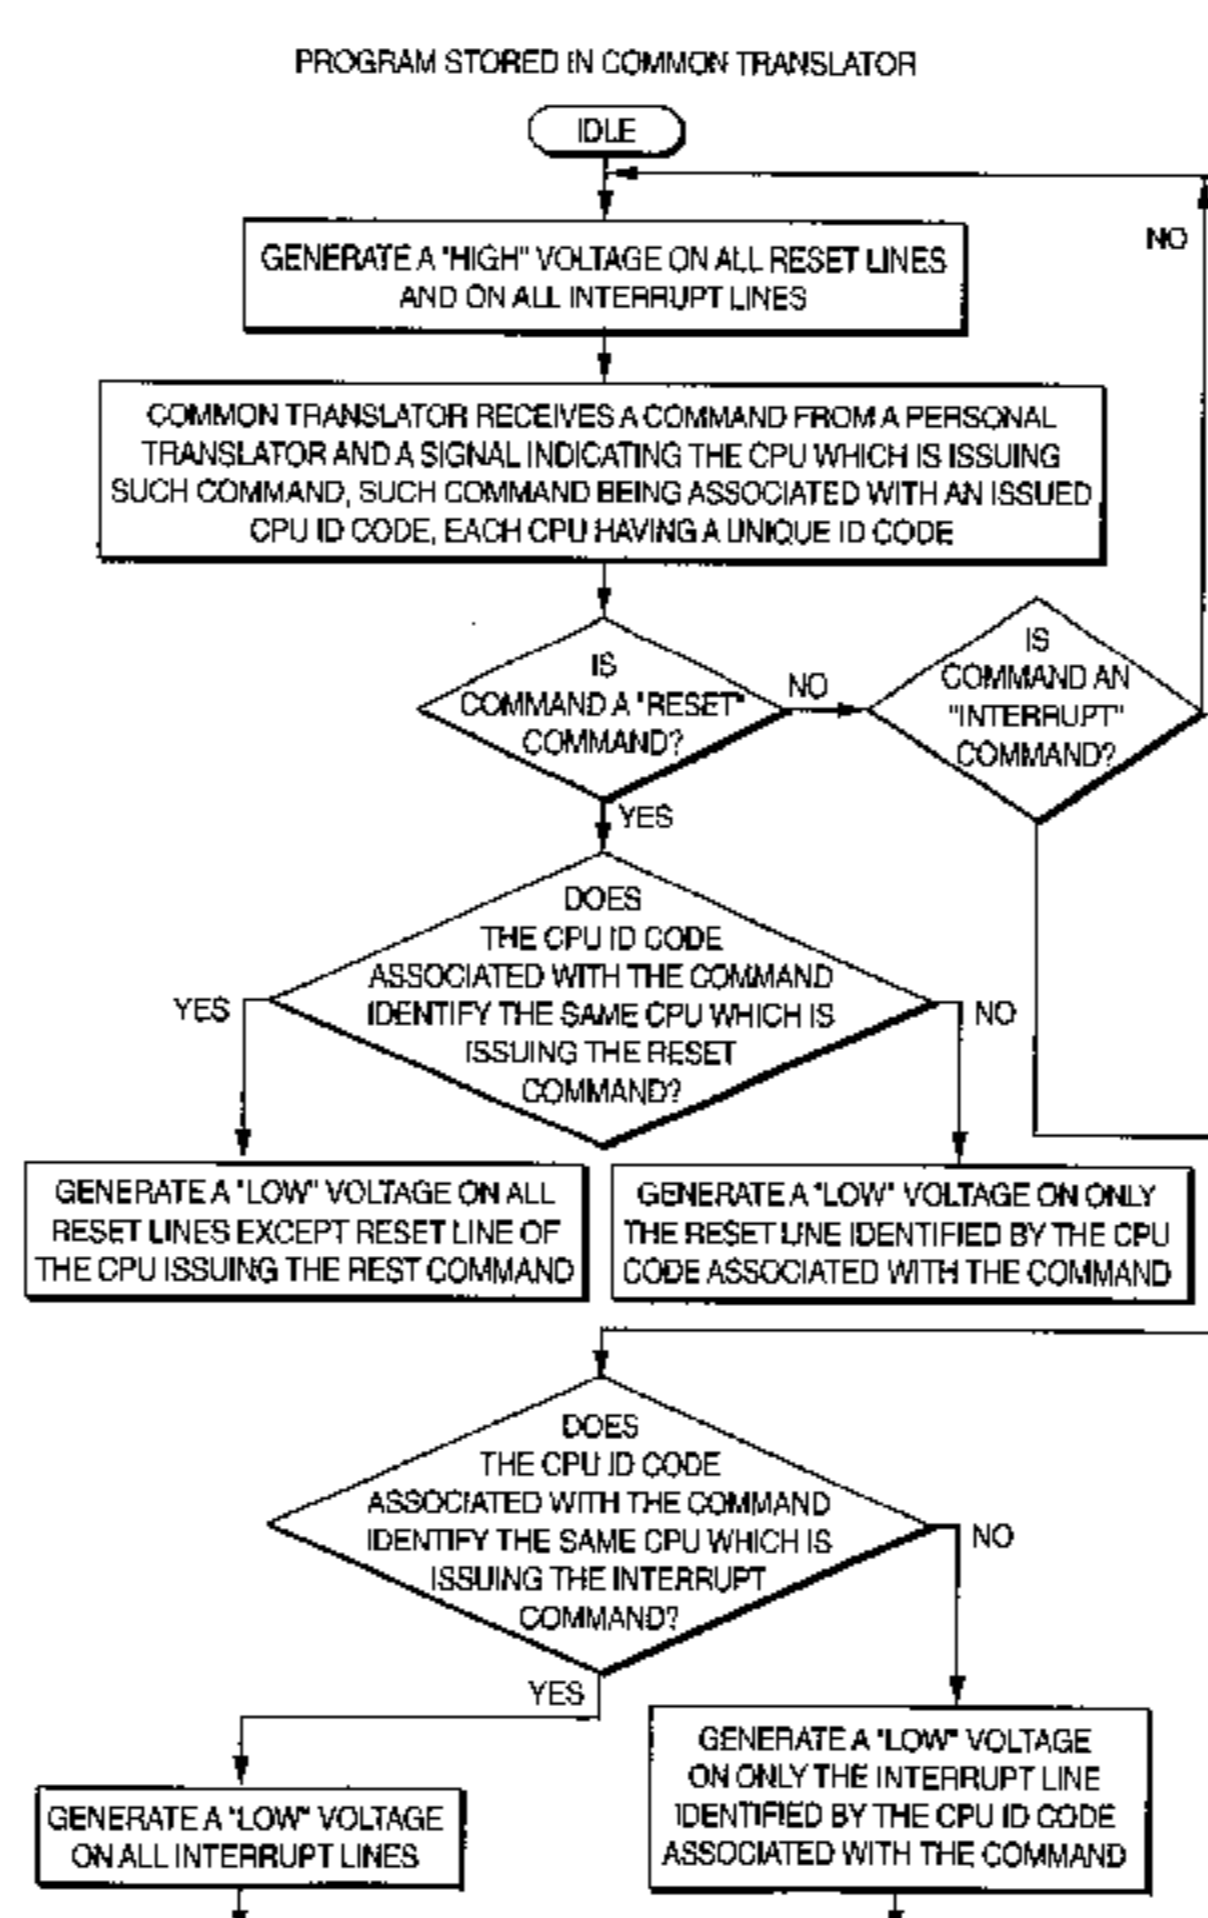 PROGRAM STORED IN COMMON TRANSLATOR
IDLE
NO
GENERATE A "HIGH" VOLTAGE ON ALL RESET LINES
AND ON ALL INTERRUPT LINES
COMMON TRANSLATOR RECEIVES A COMMAND FROM A PERSONAL
TRANSLATOR AND A SIGNAL INDICATING THE CPU WHICH IS ISSUING
SUCH COMMAND, SUCH COMMAND BEING ASSOCIATED WITH AN ISSUED
CPU ID CODE, EACH CPU HAVING A UNIQUE ID CODE
IS
COMMAND A "RESET"
COMMAND?
NO
IS
COMMAND AN
"INTERRUPT"
COMMAND?
YES
DOES
THE CPU ID CODE
ASSOCIATED WITH THE COMMAND
IDENTIFY THE SAME CPU WHICH IS
ISSUING THE RESET
COMMAND?
YES
NO
GENERATE A "LOW" VOLTAGE ON ALL
RESET LINES EXCEPT RESET LINE OF
THE CPU ISSUING THE REST COMMAND
GENERATE A "LOW" VOLTAGE ON ONLY
THE RESET LINE IDENTIFIED BY THE CPU
CODE ASSOCIATED WITH THE COMMAND
DOES
THE CPU ID CODE
ASSOCIATED WITH THE COMMAND
IDENTIFY THE SAME CPU WHICH IS
ISSUING THE INTERRUPT
COMMAND?
NO
YES
GENERATE A "LOW" VOLTAGE
ON ALL INTERRUPT LINES
GENERATE A "LOW" VOLTAGE
ON ONLY THE INTERRUPT LINE
IDENTIFIED BY THE CPU ID CODE
ASSOCIATED WITH THE COMMAND